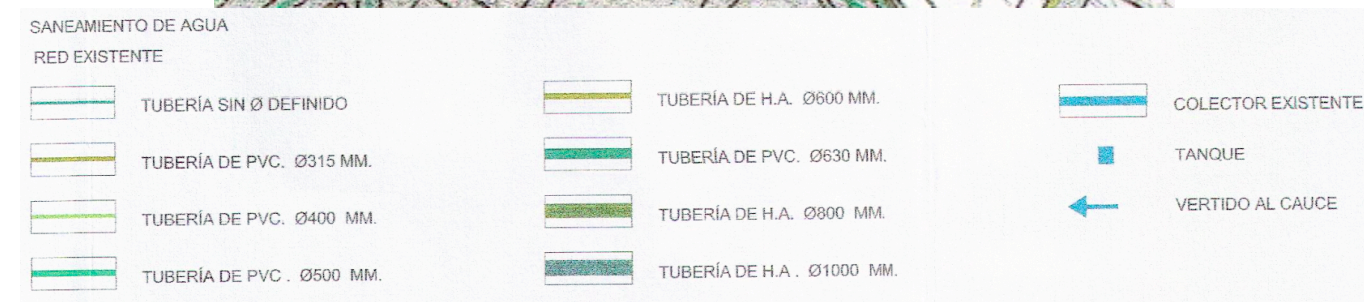 SANEAMIENTO DE AGUA
RED EXISTENTE
TUBERÍA SIN Ø DEFINIDO
TUBERÍA DE PVC. Ø315 MM.
TUBERÍA DE PVC. Ø400 MM.
TUBERÍA DE PVC . Ø500 MM.
TUBERÍA DE H.A. Ø600 MM.
TUBERÍA DE PVC. Ø630 MM.
TUBERÍA DE H.A. Ø800 MM.
TUBERÍA DE H.A . Ø1000 MM.
COLECTOR EXISTENTE
TANQUE
VERTIDO AL CAUCE